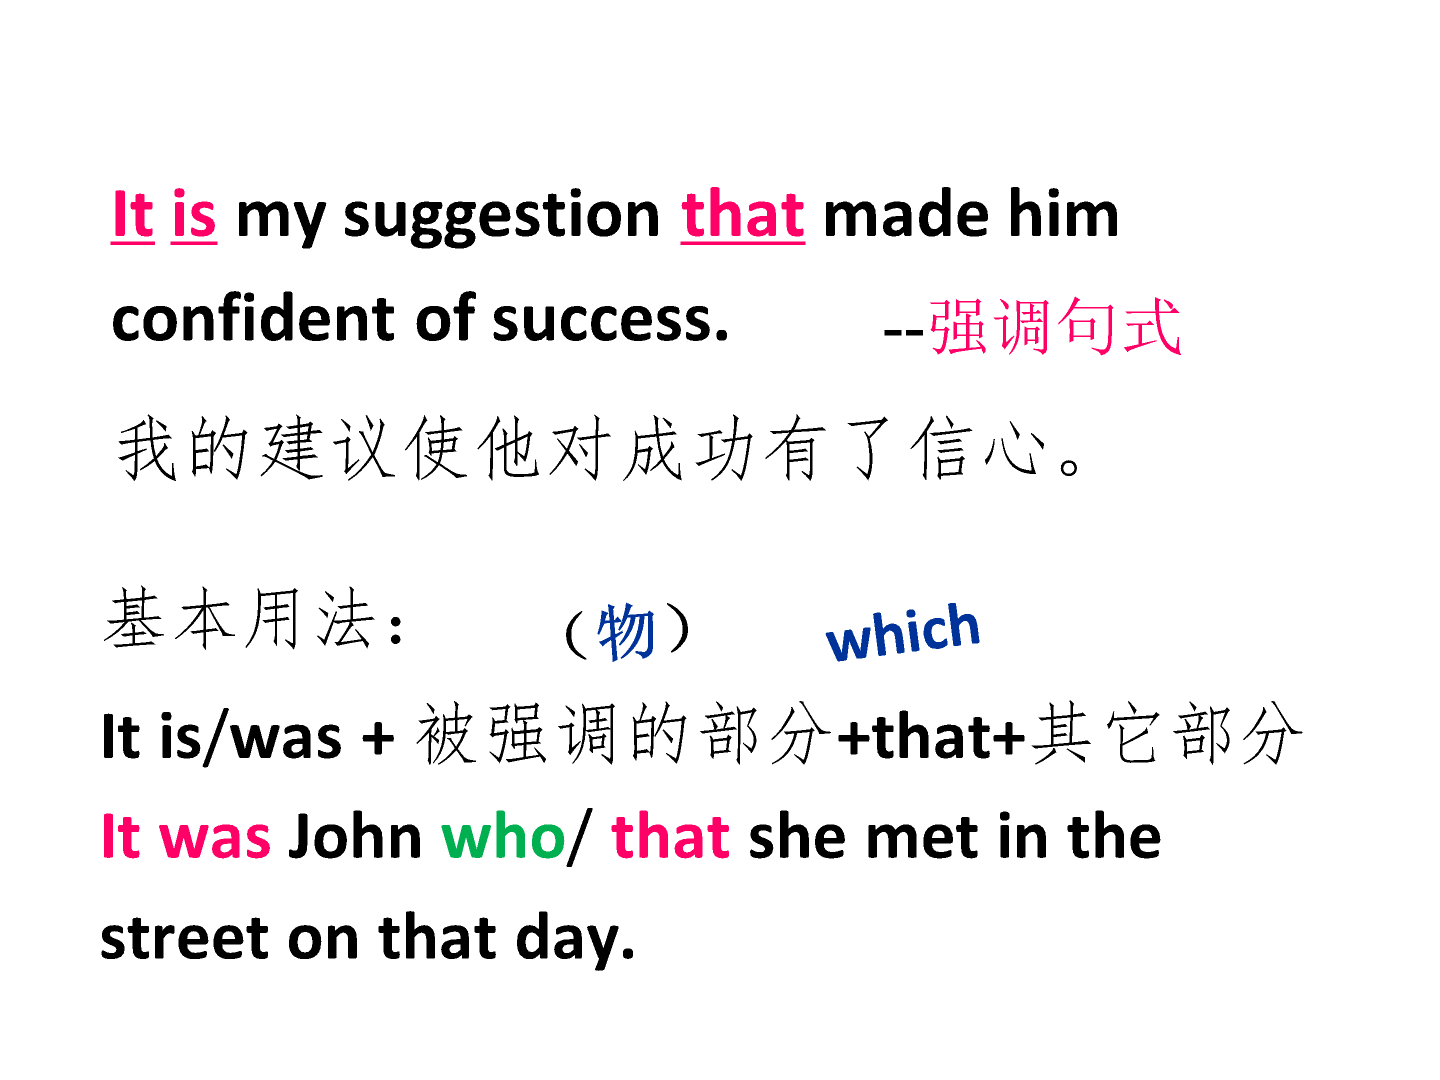 It is my suggestion that made him
confident of success. --强调句式
我的建议使他对成功有了信心。
基本用法： （物） which
It is/was + 被强调的部分+that+其它部分
It was John who/ that she met in the
street on that day.